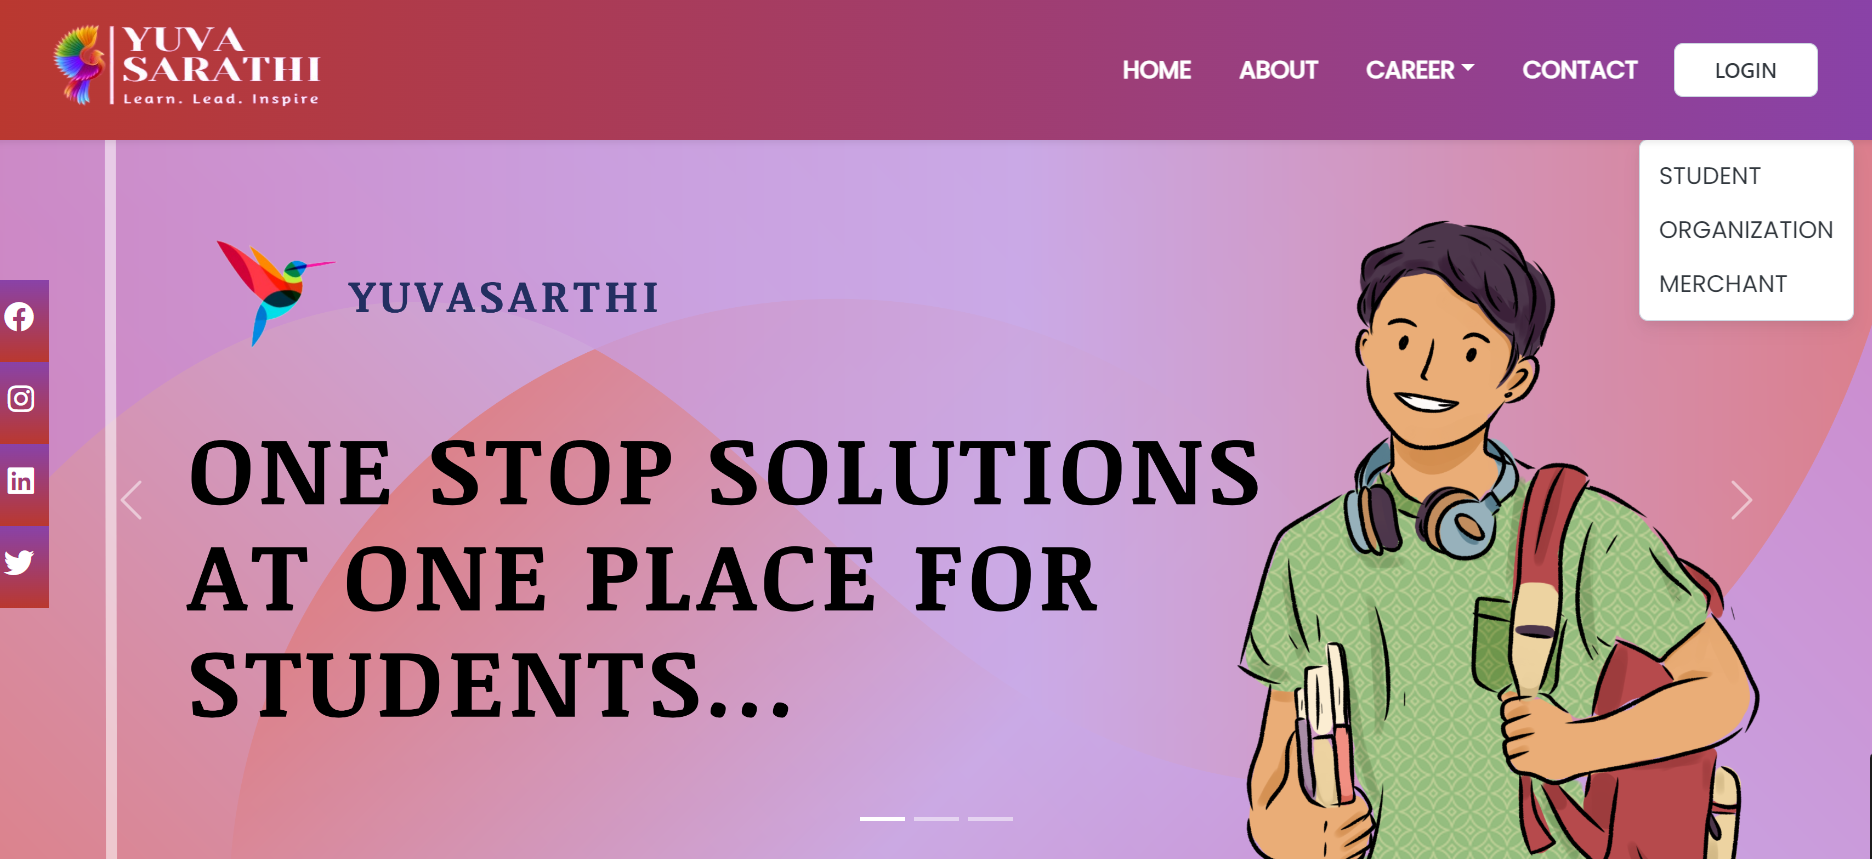 YUVA
SARATHI
Learn. Lead. Inspire
HOME ABOUT CAREER CONTACT LOGIN
STUDENT
ORGANIZATION
MERCHANT
YUVASARTHI
ONE STOP SOLUTIONS
AT ONE PLACE FOR
STUDENTS...